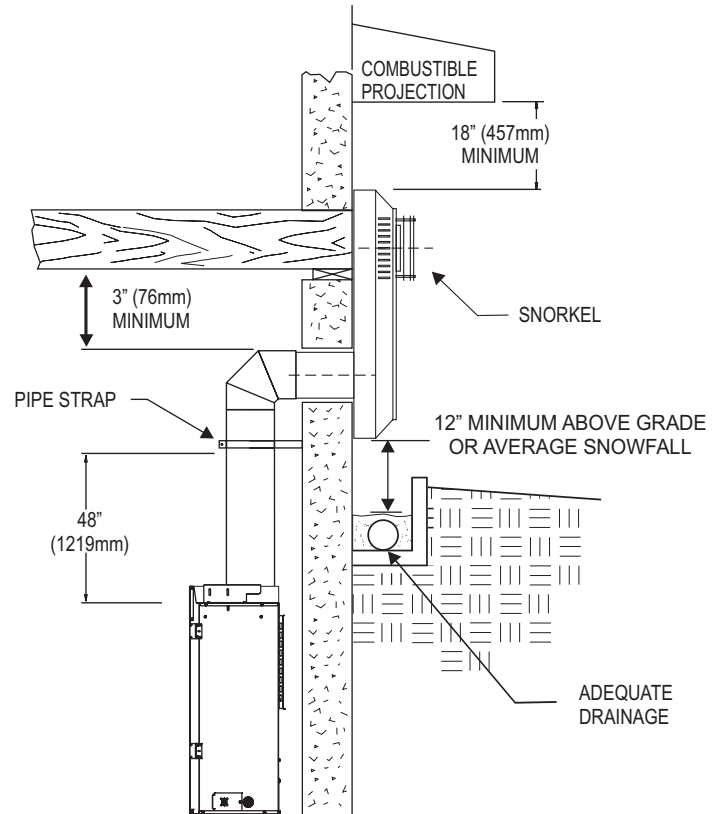 COMBUSTIBLE
PROJECTION
18” (457mm)
MINIMUM
3” (76mm)
MINIMUM
SNORKEL
PIPE STRAP
12” MINIMUM ABOVE GRADE
OR AVERAGE SNOWFALL
48”
(1219mm)
ADEQUATE
DRAINAGE